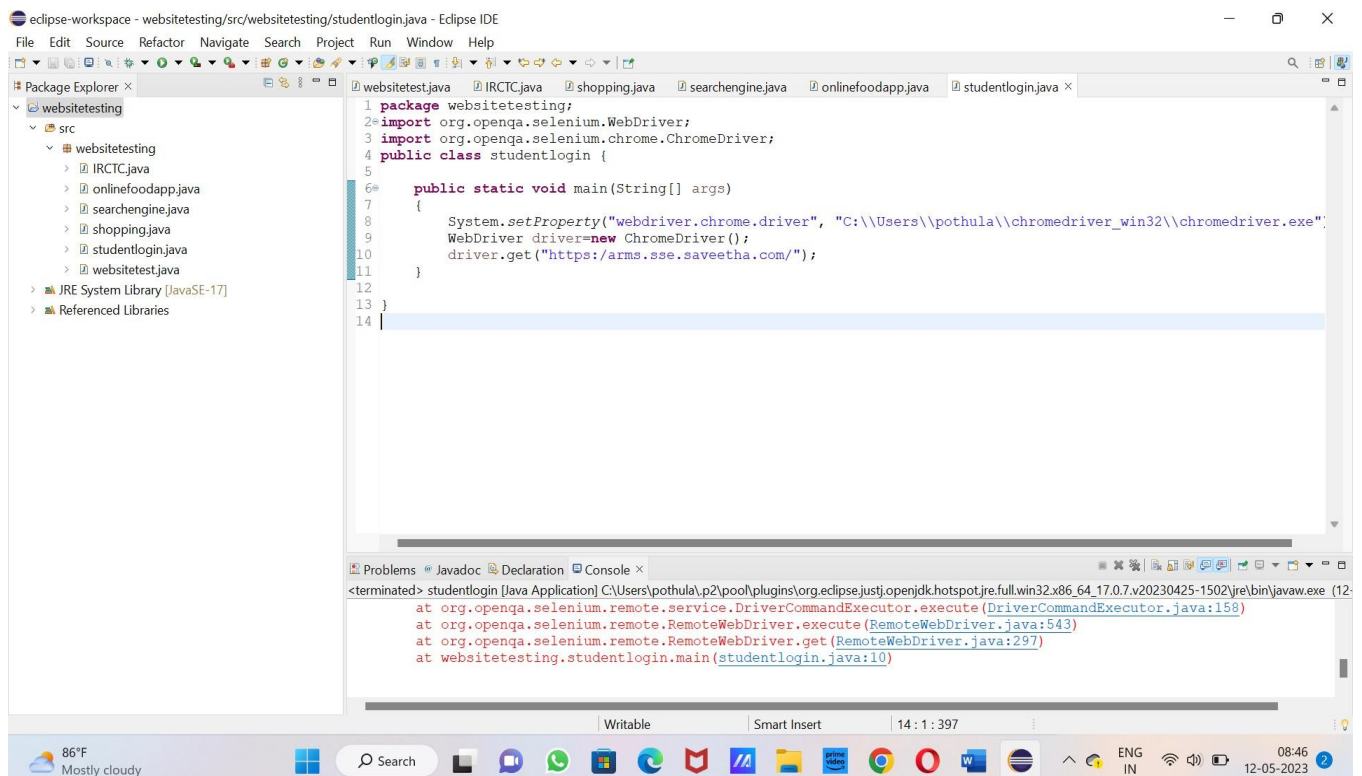 eclipse-workspace - websitetesting/src/websitetesting/studentlogin.java - Eclipse IDE
File Edit Source Refactor Navigate Search Project Run Window Help
Package Explorer ×
websitetesting
src
websitetesting
IRCTC.java
onlinefoodapp.java
searchengine.java
shopping.java
studentlogin.java
websitetest.java
JRE System Library [JavaSE-17]
Referenced Libraries
websitetest.java IRCTC.java shopping.java searchengine.java onlinefoodapp.java studentlogin.java ×
1 package websitetesting;
2 import org.openqa.selenium.WebDriver;
3 import org.openqa.selenium.chrome.ChromeDriver;
4 public class studentlogin {
5
6 public static void main(String[] args)
7 {
8 System.setProperty("webdriver.chrome.driver", "C:\\Users\\pothula\\chromedriver_win32\\chromedriver.exe")
9 WebDriver driver=new ChromeDriver();
10 driver.get("https:/arms.sse.saveetha.com/");
11 }
12
13 }
14
Problems Javadoc Declaration Console ×
<terminated> studentlogin [Java Application] C:\Users\pothula\.p2\pool\plugins\org.eclipse.justj.openjdk.hotspot.jre.full.win32.x86_64_17.0.7.v20230425-1502\jre\bin\javaw.exe (12-
at org.openqa.selenium.remote.service.DriverCommandExecutor.execute(DriverCommandExecutor.java:158)
at org.openqa.selenium.remote.RemoteWebDriver.execute(RemoteWebDriver.java:543)
at org.openqa.selenium.remote.RemoteWebDriver.get(RemoteWebDriver.java:297)
at websitetesting.studentlogin.main(studentlogin.java:10)
Writable Smart Insert 14 : 1 : 397
86°F
Mostly cloudy
Search
prime video
W
ENG
IN
08:46
12-05-2023
2